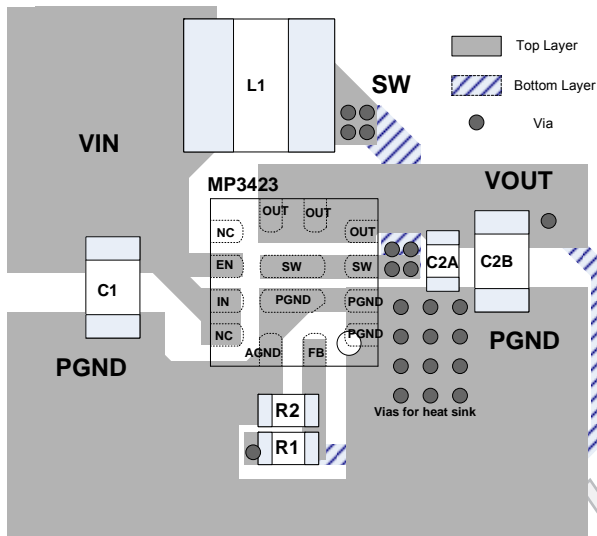 L1
SW
Top Layer
Bottom Layer
Via
VIN
MP3423
VOUT
OUT
OUT
NC
OUT
EN
SW
SW
C2A
C2B
C1
IN
PGND
PGND
NC
PGND
PGND
PGND
AGND
FB
R2
Vias for heat sink
R1